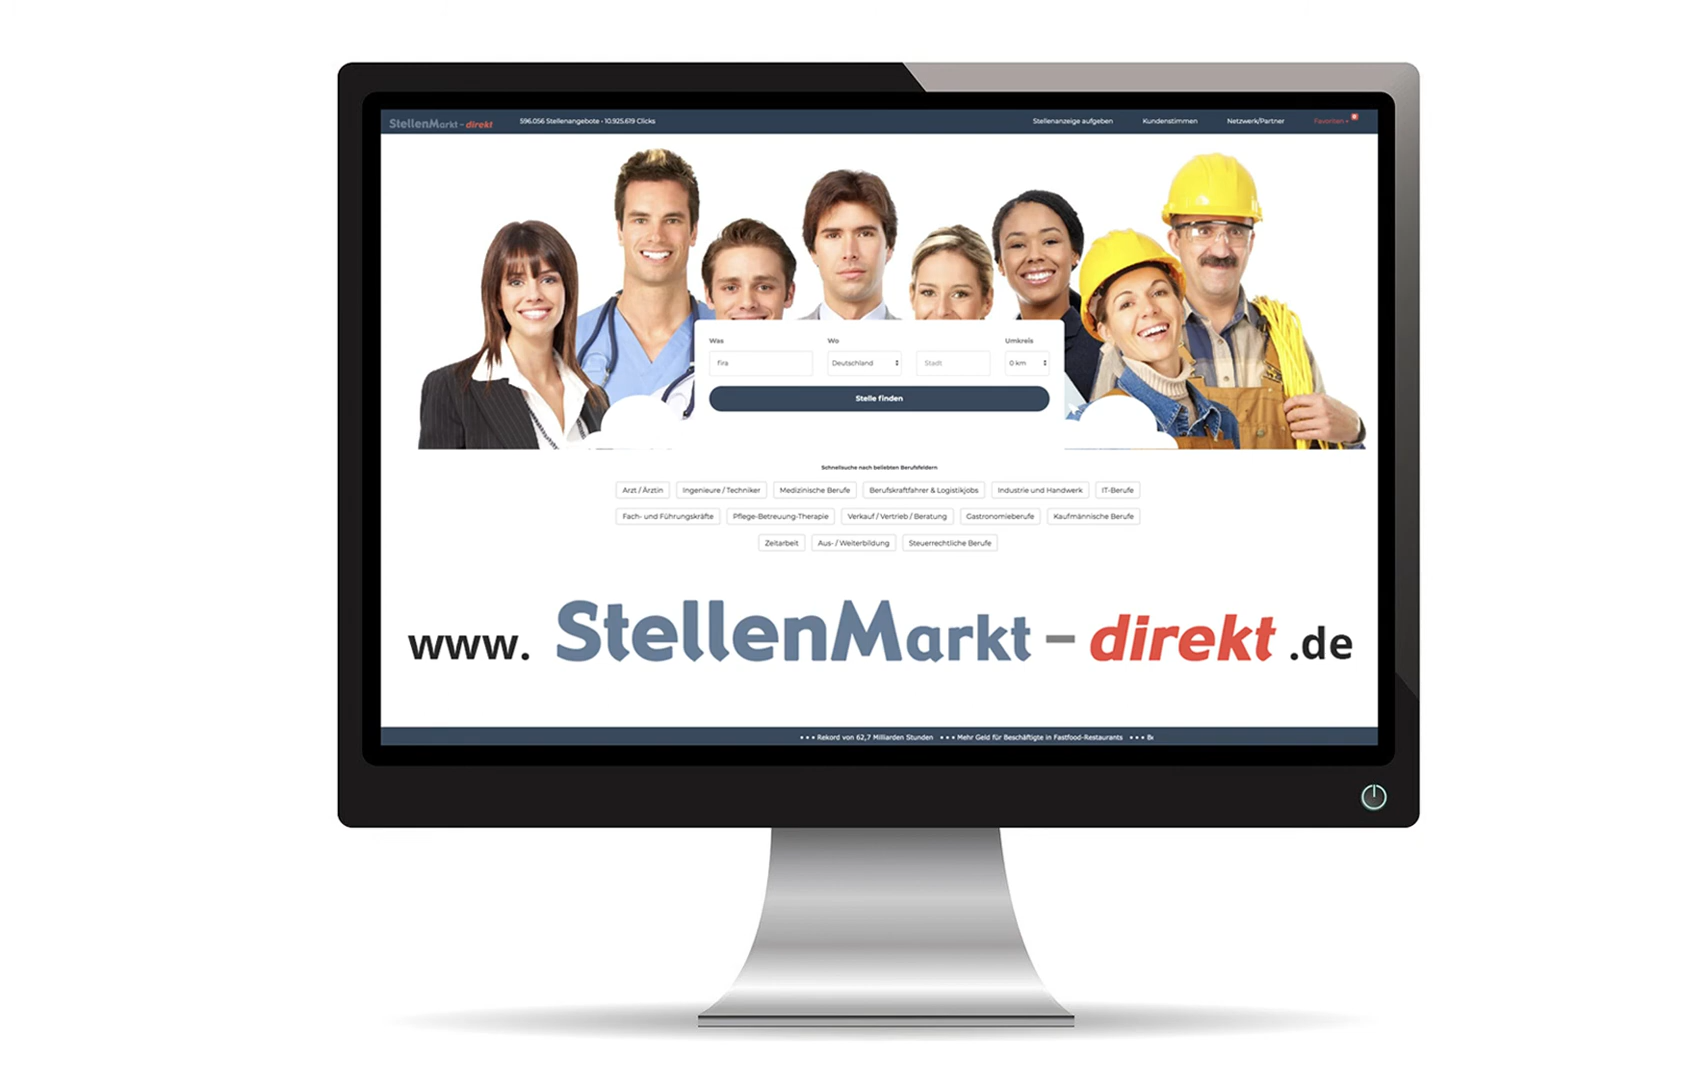 StellenMarkt - direkt 596.056 Stellenangebote - 10.925.619 Clicks Stellenanzeige aufgeben Kundenstimmen Netzwerk/Partner Favoriten
Was Wo Umkreis
fira Deutschland Stadt 0 km
Stelle finden
Schnellsuche nach beliebten Berufsfeldern
Arzt / Ärztin Ingenieure / Techniker Medizinische Berufe Berufskraftfahrer & Logistikjobs Industrie und Handwerk IT-Berufe
Fach- und Führungskräfte Pflege-Betreuung-Therapie Verkauf / Vertrieb / Beratung Gastronomieberufe Kaufmännische Berufe
Zeitarbeit Aus- / Weiterbildung Steuerrechtliche Berufe
www. StellenMarkt - direkt .de
• • • Rekord von 62,7 Milliarden Stunden • • • Mehr Geld für Beschäftigte in Fastfood-Restaurants • • • Be